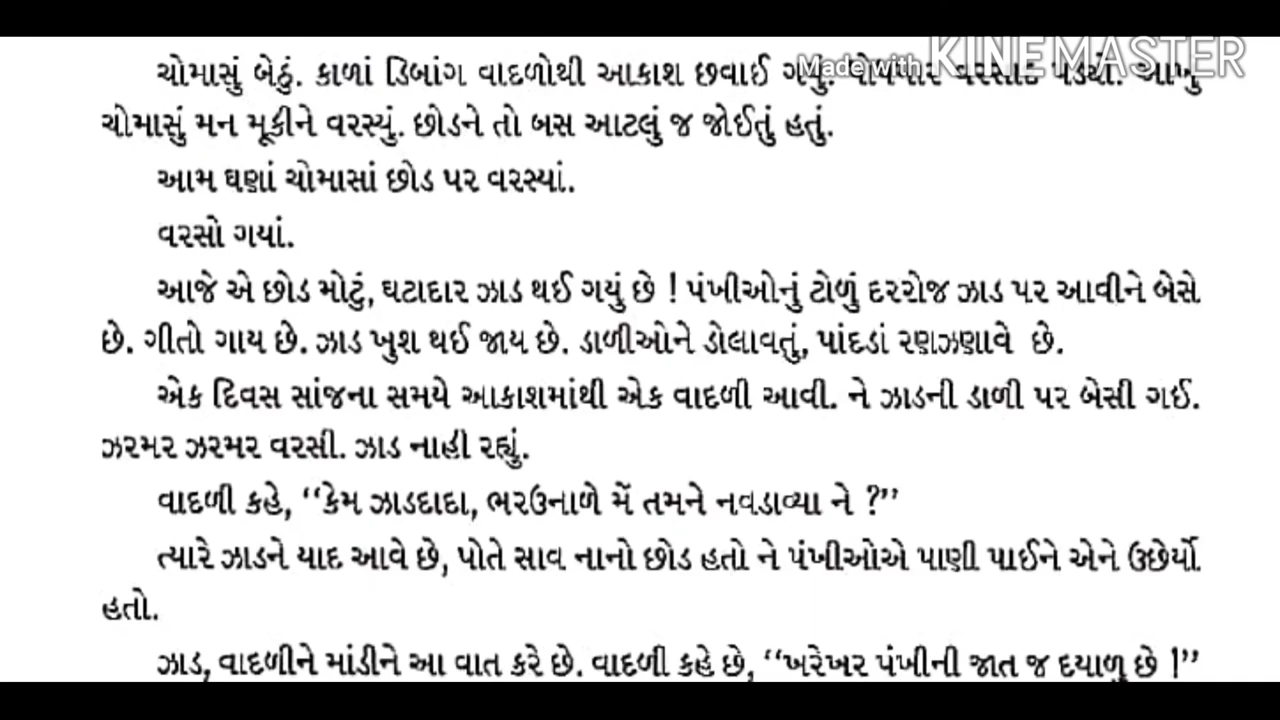 Made with KINEMASTER
ચોમાસું બેઠું. કાળાં ડિબાંગ વાદળોથી આકાશ છવાઈ ગયું.
ચોમાસું મન મૂકીને વરસ્યું. છોડને તો બસ આટલું જ જોઈતું હતું.
આમ ઘણાં ચોમાસાં છોડ પર વરસ્યાં.
વરસો ગયાં.
આજે એ છોડ મોટું, ઘટાદાર ઝાડ થઈ ગયું છે ! પંખીઓનું ટોળું દરરોજ ઝાડ પર આવીને બેસે
છે. ગીતો ગાય છે. ઝાડ ખુશ થઈ જાય છે. ડાળીઓને ડોલાવતું, પાંદડાં રણઝણાવે છે.
એક દિવસ સાંજના સમયે આકાશમાંથી એક વાદળી આવી. ને ઝાડની ડાળી પર બેસી ગઈ.
ઝરમર ઝરમર વરસી. ઝાડ નાહી રહ્યું.
વાદળી કહે, “કેમ ઝાડદાદા, ભરઉનાળે મેં તમને નવડાવ્યા ને ?”
ત્યારે ઝાડને યાદ આવે છે, પોતે સાવ નાનો છોડ હતો ને પંખીઓએ પાણી પાઈને એને ઉછેર્યો
હતો.
ઝાડ, વાદળીને માંડીને આ વાત કરે છે. વાદળી કહે છે, “ખરેખર પંખીની જાત જ દયાળુ છે !”